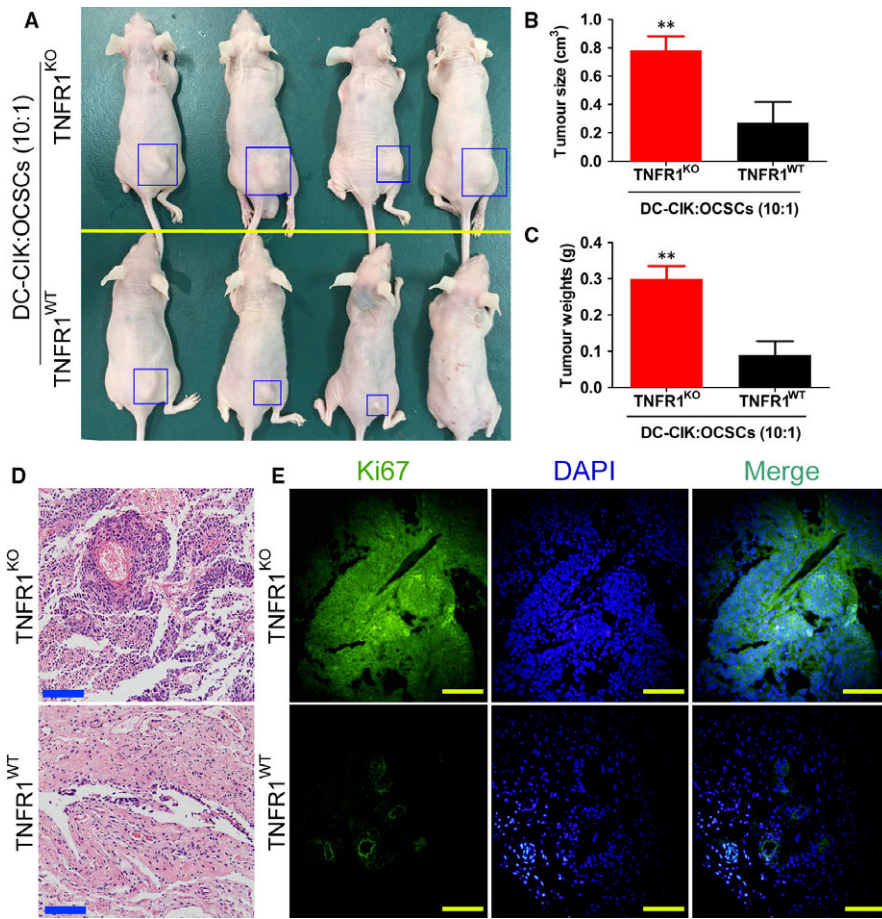 A
DC-CIK:OCSCs (10:1)
TNFR1KO
TNFR1WT
B
Tumour size (cm3)
1.0
0.8
0.6
0.4
0.2
0.0
**
TNFR1KO TNFR1WT
DC-CIK:OCSCs (10:1)
C
Tumour weights (g)
0.4
0.3
0.2
0.1
0.0
**
TNFR1KO TNFR1WT
DC-CIK:OCSCs (10:1)
D
TNFR1KO
TNFR1WT
E
Ki67 DAPI Merge
TNFR1KO
TNFR1WT